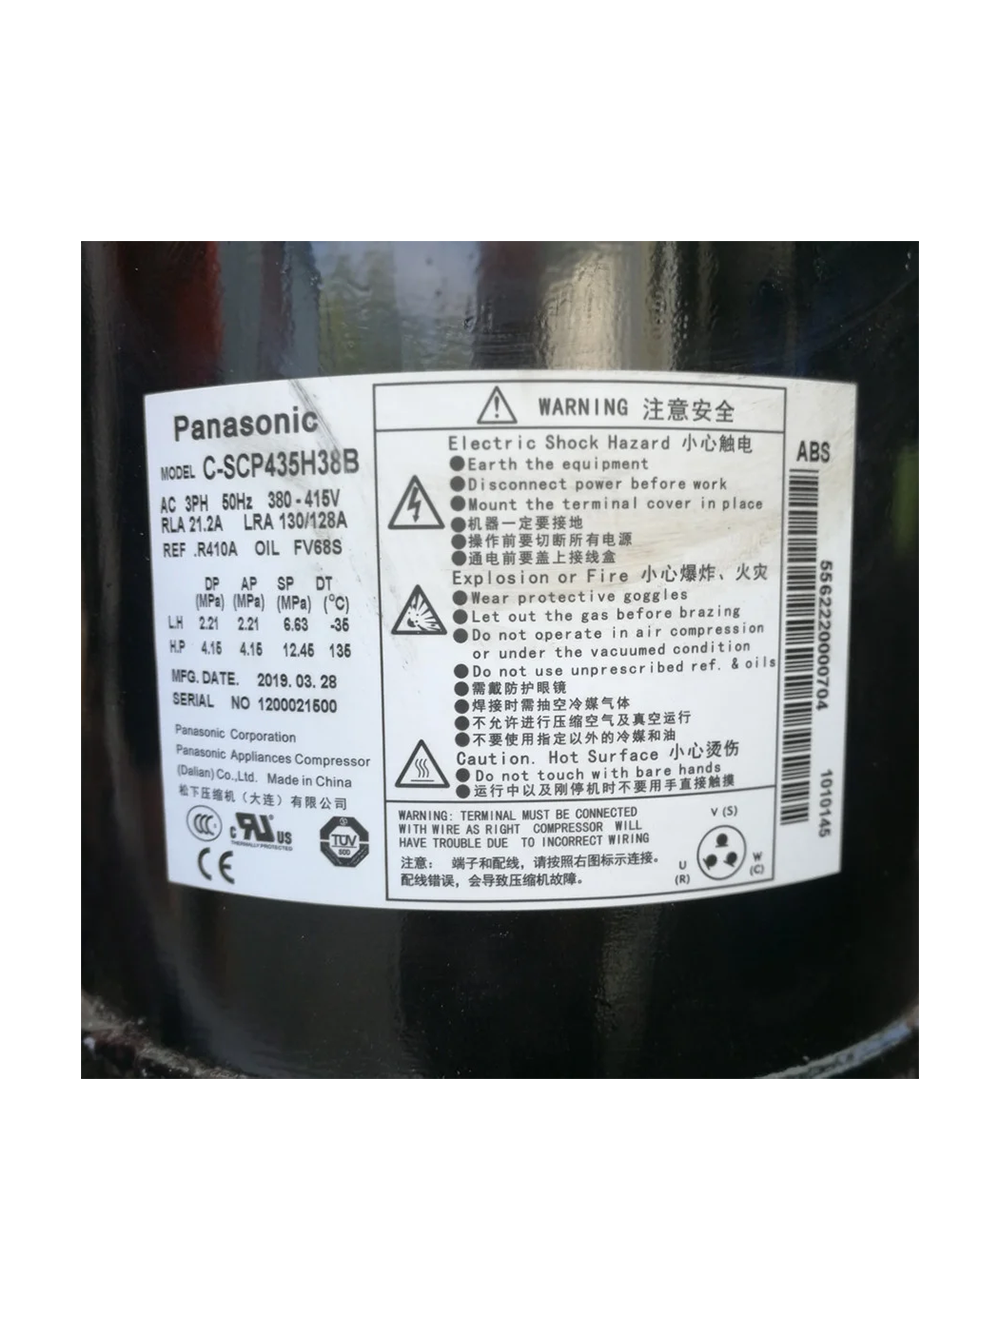 Panasonic
MODEL C-SCP435H38B
AC 3PH 50Hz 380-415V
RLA 21.2A LRA 130/128A
REF .R410A OIL FV68S
DP AP SP DT
(MPa) (MPa) (MPa) (°C)
L.H 2.21 2.21 6.63 -35
H.P 4.15 4.15 12.45 135
MFG. DATE. 2019. 03. 28
SERIAL NO 1200021500
Panasonic Corporation
Panasonic Appliances Compressor
(Dalian) Co.,Ltd. Made in China
松下压缩机（大连）有限公司
CCC
c RU US
THERMALLY PROTECTED
TÜV
SÜD
CE
WARNING 注意安全
Electric Shock Hazard 小心触电
●Earth the equipment
●Disconnect power before work
●Mount the terminal cover in place
●机器一定要接地
●操作前要切断所有电源
●通电前要盖上接线盒
Explosion or Fire 小心爆炸、火灾
●Wear protective goggles
●Let out the gas before brazing
●Do not operate in air compression
or under the vacuumed condition
●Do not use unprescribed ref. & oils
●需戴防护眼镜
●焊接时需抽空冷媒气体
●不允许进行压缩空气及真空运行
●不要使用指定以外的冷媒和油
Caution. Hot Surface 小心烫伤
●Do not touch with bare hands
●运行中以及刚停机时不要用手直接触摸
WARNING: TERMINAL MUST BE CONNECTED
WITH WIRE AS RIGHT COMPRESSOR WILL
HAVE TROUBLE DUE TO INCORRECT WIRING
注意： 端子和配线，请按照右图标示连接。
配线错误，会导致压缩机故障。
V (S)
U
(R)
W
(C)
ABS
5562220000704
1010145